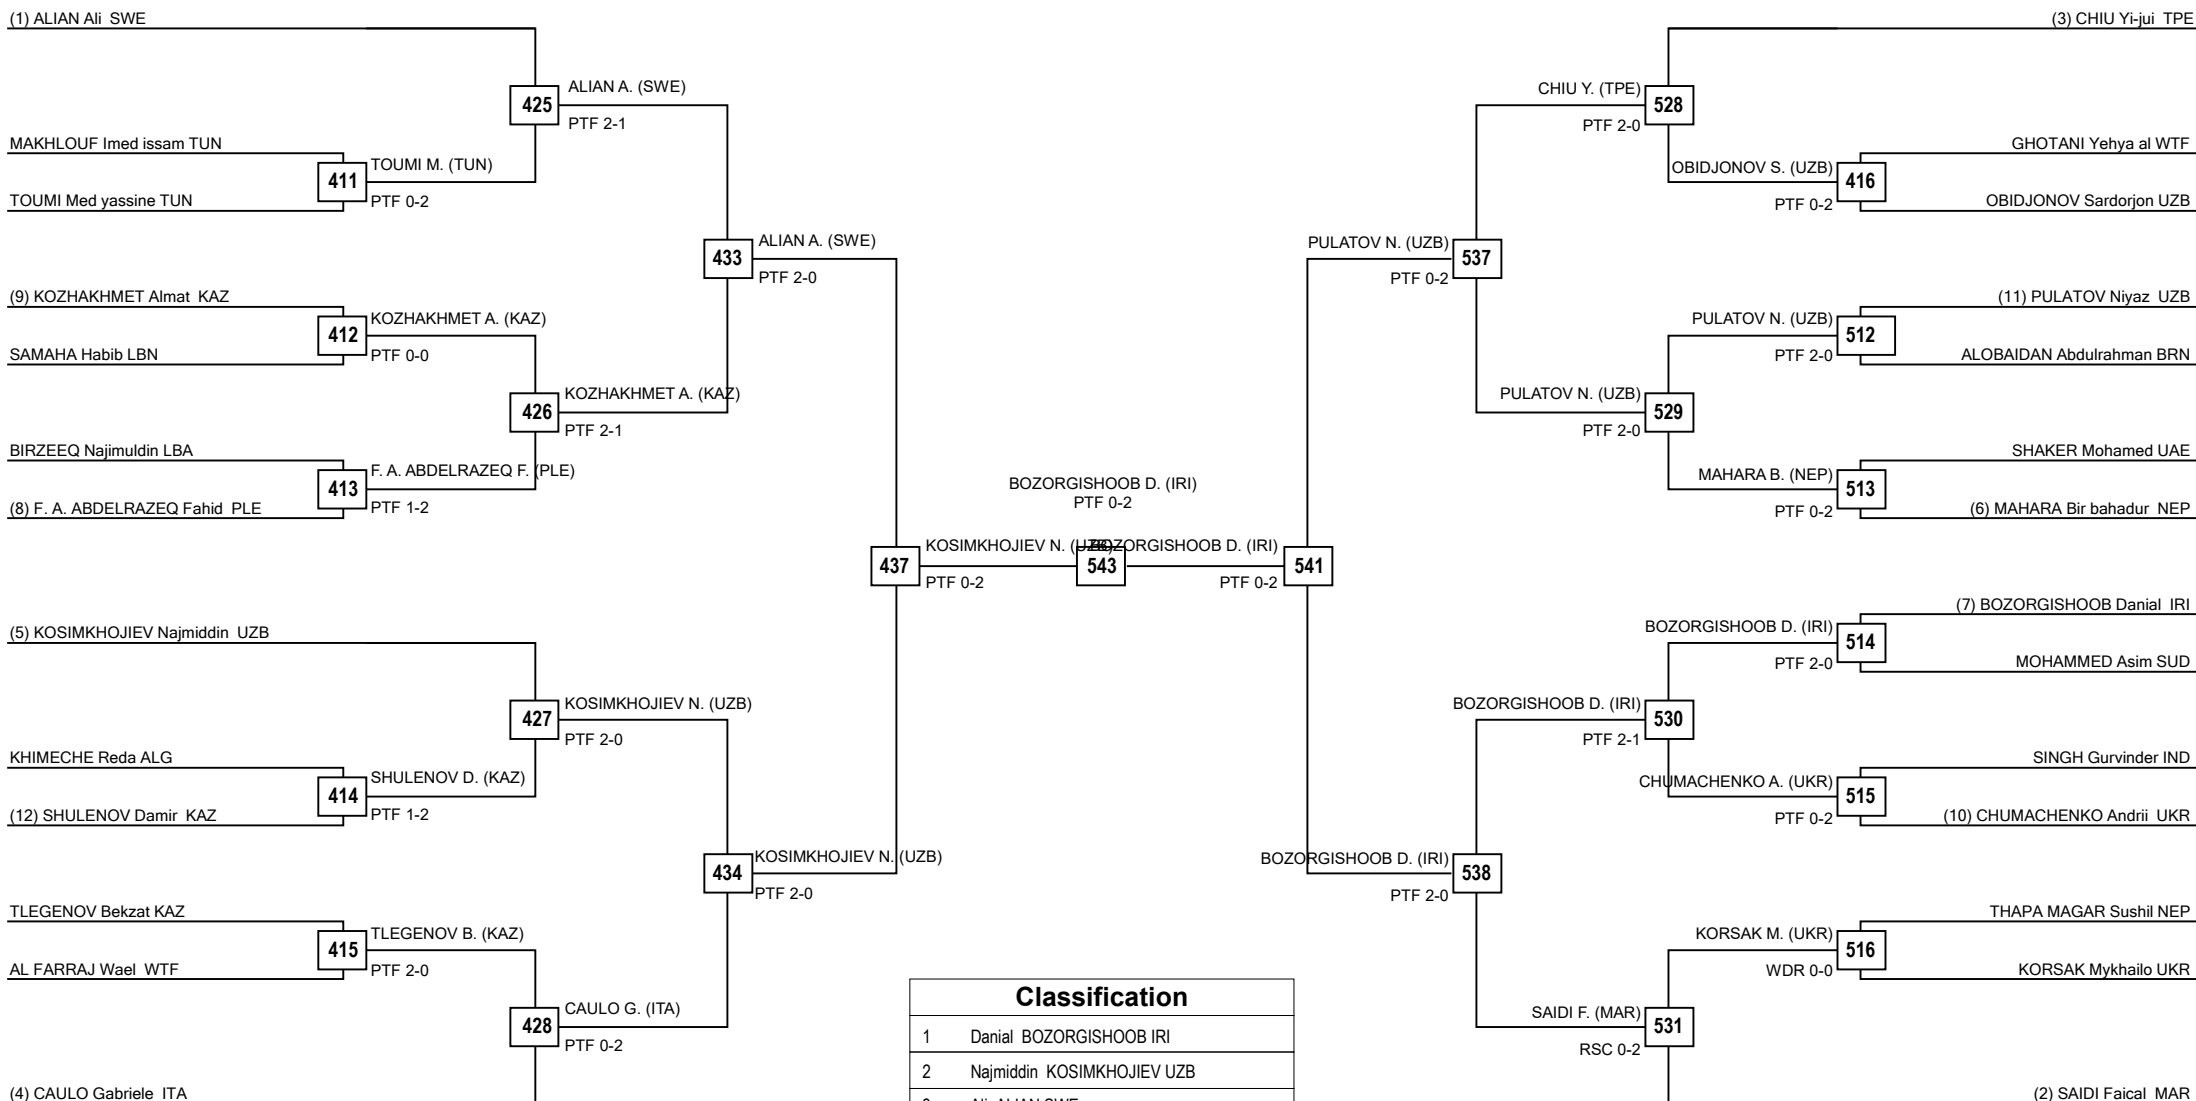 (1) ALIAN Ali  SWE
(3) CHIU Yi-jui  TPE
ALIAN A. (SWE)
425
PTF 2-1
CHIU Y. (TPE)
528
PTF 2-0
MAKHLOUF Imed issam TUN
TOUMI M. (TUN)
411
PTF 0-2
TOUMI Med yassine TUN
GHOTANI Yehya al WTF
OBIDJONOV S. (UZB)
416
PTF 0-2
OBIDJONOV Sardorjon UZB
ALIAN A. (SWE)
433
PTF 2-0
PULATOV N. (UZB)
537
PTF 0-2
(9) KOZHAKHMET Almat  KAZ
KOZHAKHMET A. (KAZ)
412
PTF 0-0
SAMAHA Habib LBN
(11) PULATOV Niyaz  UZB
PULATOV N. (UZB)
512
PTF 2-0
ALOBAIDAN Abdulrahman BRN
KOZHAKHMET A. (KAZ)
426
PTF 2-1
PULATOV N. (UZB)
529
PTF 2-0
BIRZEEQ Najimuldin LBA
F. A. ABDELRAZEQ F. (PLE)
413
PTF 1-2
(8) F. A. ABDELRAZEQ Fahid  PLE
SHAKER Mohamed UAE
MAHARA B. (NEP)
513
PTF 0-2
(6) MAHARA Bir bahadur  NEP
BOZORGISHOOB D. (IRI)
PTF 0-2
437
KOSIMKHOJIEV N. (UZB)
PTF 0-2
543
BOZORGISHOOB D. (IRI)
PTF 0-2
541
(5) KOSIMKHOJIEV Najmiddin  UZB
(7) BOZORGISHOOB Danial  IRI
BOZORGISHOOB D. (IRI)
514
PTF 2-0
MOHAMMED Asim SUD
KOSIMKHOJIEV N. (UZB)
427
PTF 2-0
BOZORGISHOOB D. (IRI)
530
PTF 2-1
KHIMECHE Reda ALG
SHULENOV D. (KAZ)
414
PTF 1-2
(12) SHULENOV Damir  KAZ
SINGH Gurvinder IND
CHUMACHENKO A. (UKR)
515
PTF 0-2
(10) CHUMACHENKO Andrii  UKR
KOSIMKHOJIEV N. (UZB)
434
PTF 2-0
BOZORGISHOOB D. (IRI)
538
PTF 2-0
TLEGENOV Bekzat KAZ
TLEGENOV B. (KAZ)
415
PTF 2-0
AL FARRAJ Wael  WTF
THAPA MAGAR Sushil NEP
KORSAK M. (UKR)
516
WDR 0-0
KORSAK Mykhailo UKR
CAULO G. (ITA)
428
PTF 0-2
SAIDI F. (MAR)
531
RSC 0-2
(4) CAULO Gabriele  ITA
(2) SAIDI Faical  MAR
Classification
1 Danial  BOZORGISHOOB IRI
2 Najmiddin  KOSIMKHOJIEV UZB
3 Ali  ALIAN SWE